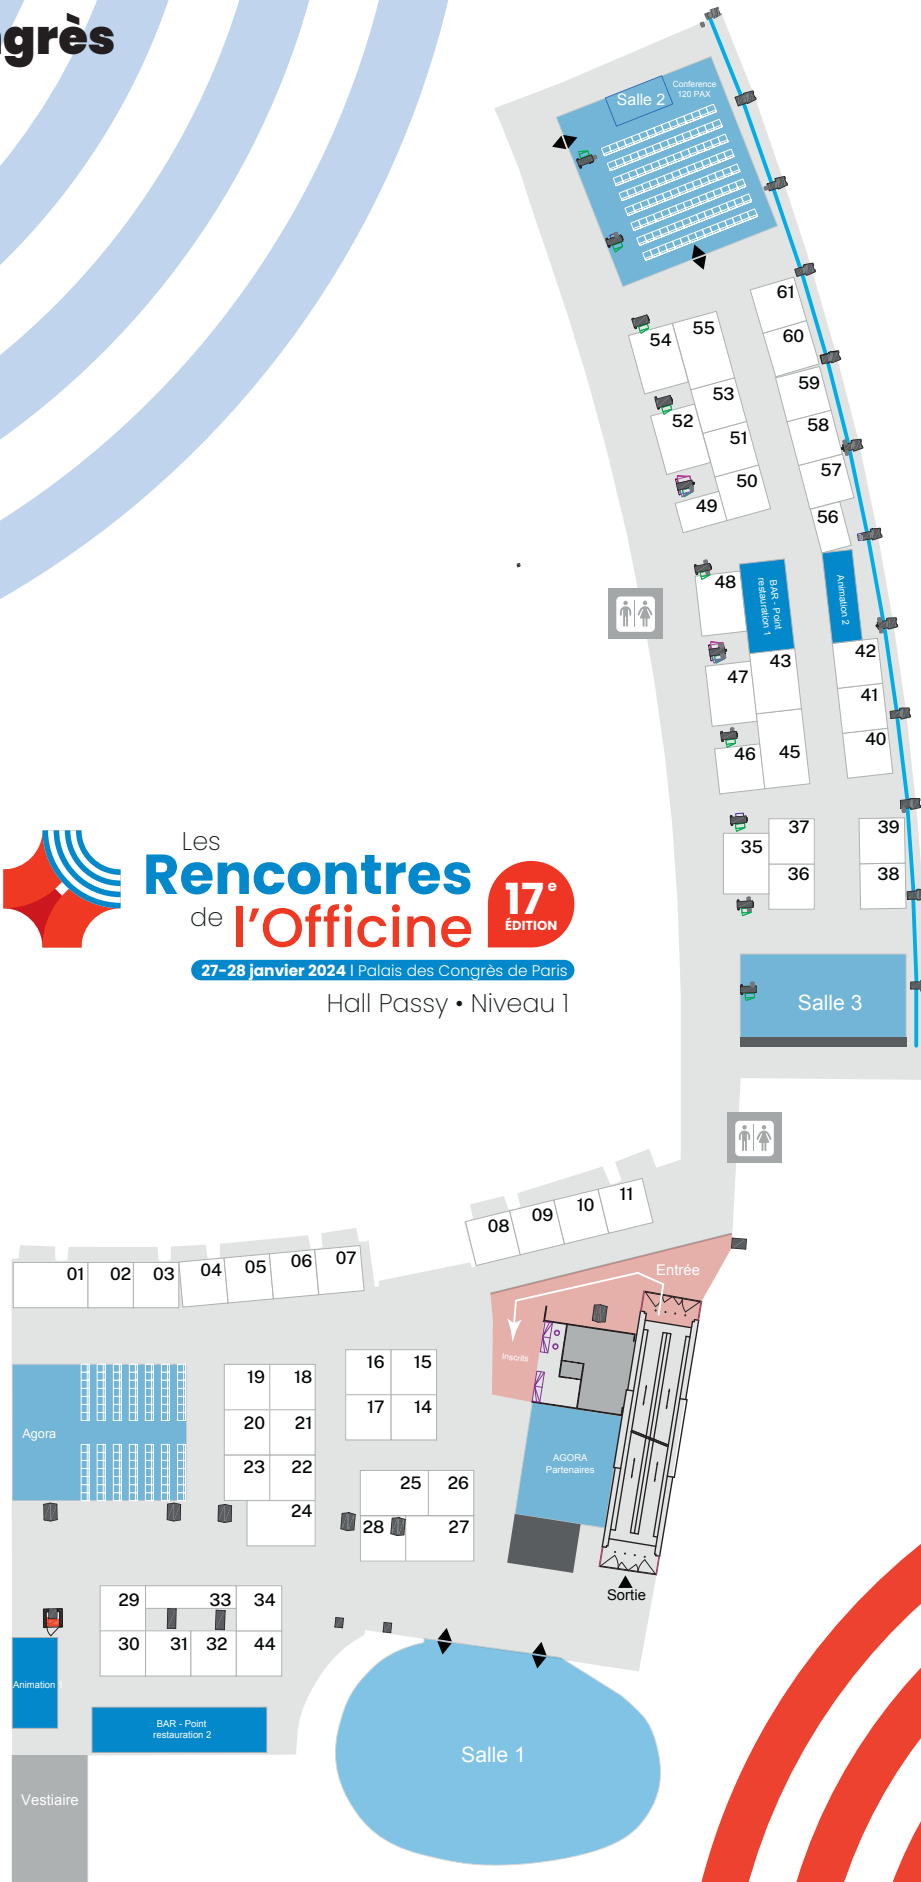 ngrès
Salle 2
Conference
120 PAX
61
60
59
58
57
56
55
54
53
52
51
50
49
48
BAR - Point
restauration 1
Animation 2
47
43
42
41
40
46
45
35
37
36
39
38
Les
Rencontres
de l'Officine
17e
ÉDITION
27-28 janvier 2024 | Palais des Congrès de Paris
Hall Passy • Niveau 1
Salle 3
01
02
03
04
05
06
07
08
09
10
11
Entrée
Inscrits
Agora
19
18
20
21
23
22
24
16
15
17
14
25
26
28
27
AGORA
Partenaires
Sortie
29
33
34
30
31
32
44
Animation 1
BAR - Point
restauration 2
Vestiaire
Salle 1